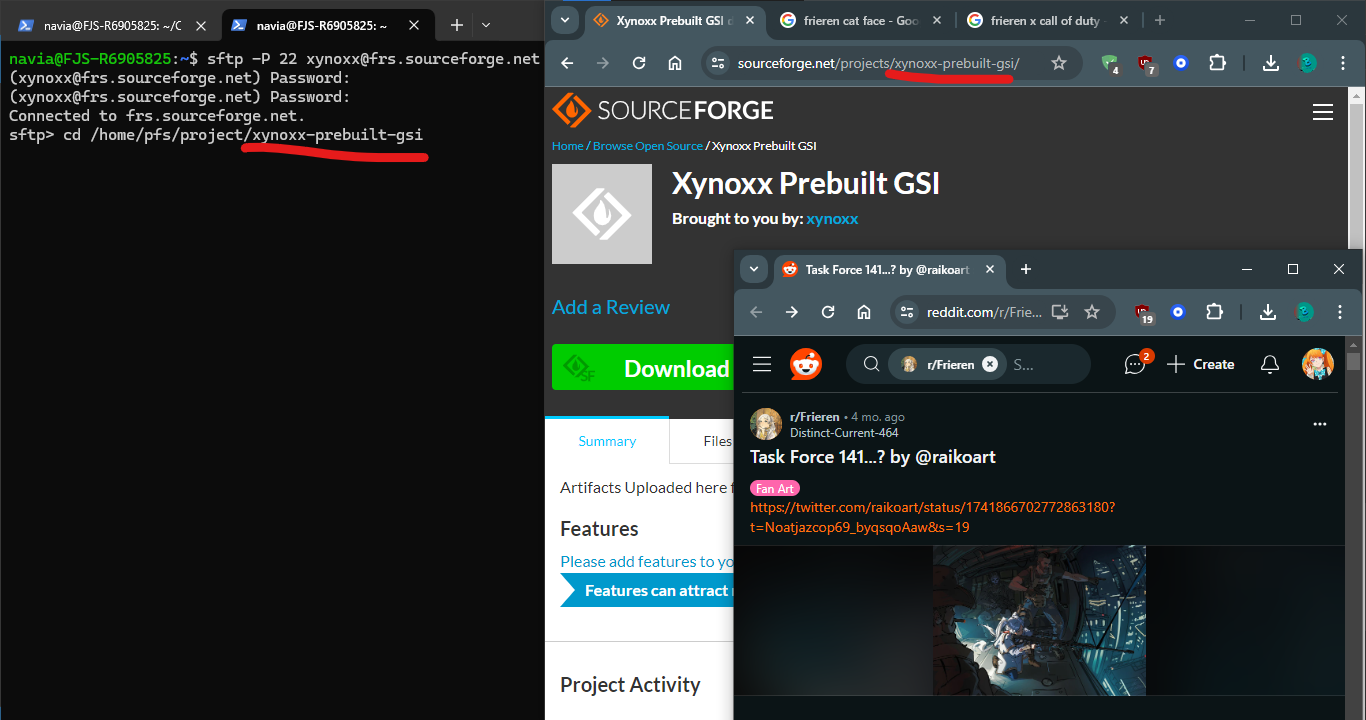 navia@FJS-R6905825: ~/C
navia@FJS-R6905825: ~
navia@FJS-R6905825:~$ sftp -P 22 xynoxx@frs.sourceforge.net
(xynoxx@frs.sourceforge.net) Password:
(xynoxx@frs.sourceforge.net) Password:
Connected to frs.sourceforge.net.
sftp> cd /home/pfs/project/xynoxx-prebuilt-gsi
Xynoxx Prebuilt GSI d
frieren cat face - Goo
frieren x call of duty -
sourceforge.net/projects/xynoxx-prebuilt-gsi/
4
7
SOURCEFORGE
Home / Browse Open Source / Xynoxx Prebuilt GSI
Xynoxx Prebuilt GSI
Brought to you by: xynoxx
Add a Review
SF
Download
Summary
Files
Artifacts Uploaded here f
Features
Please add features to yo
Features can attract
Project Activity
Task Force 141...? by @raikoart
reddit.com/r/Frie...
19
r/Frieren
S...
2
Create
r/Frieren • 4 mo. ago
Distinct-Current-464
Task Force 141...? by @raikoart
Fan Art
https://twitter.com/raikoart/status/1741866702772863180?
t=Noatjazcop69_byqsqoAaw&s=19